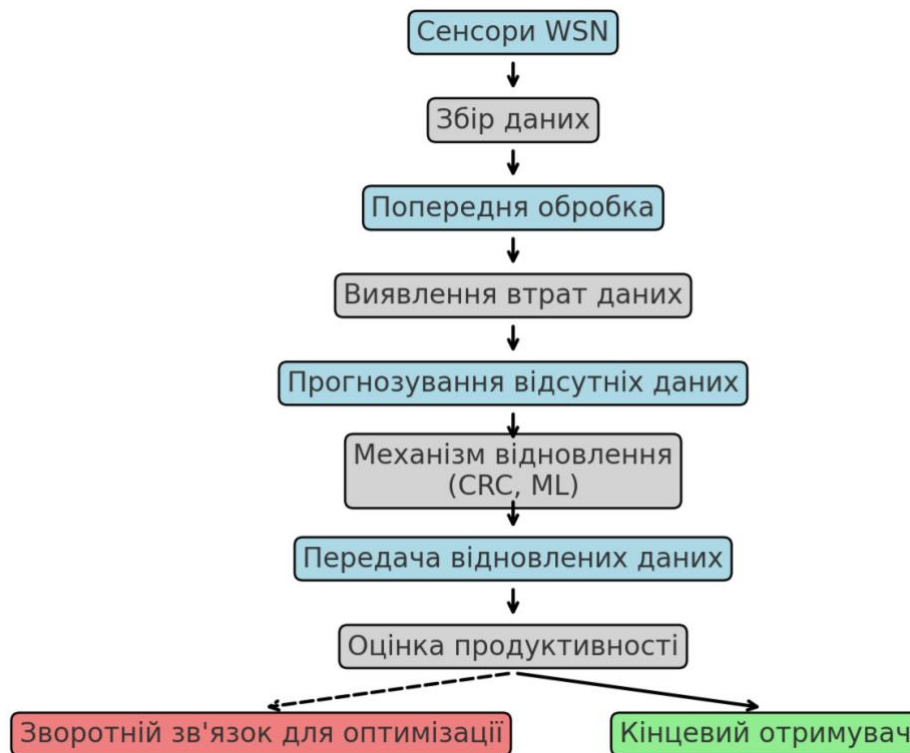 Сенсори WSN
Збір даних
Попередня обробка
Виявлення втрат даних
Прогнозування відсутніх даних
Механізм відновлення
(CRC, ML)
Передача відновлених даних
Оцінка продуктивності
Зворотній зв'язок для оптимізації
Кінцевий отримувач